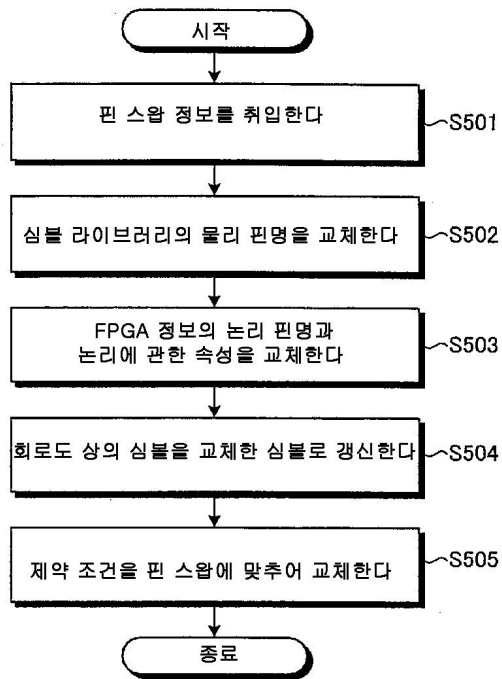 시작
핀 스왑 정보를 취입한다
S501
심블 라이브러리의 물리 핀명을 교체한다
S502
FPGA 정보의 논리 핀명과
논리에 관한 속성을 교체한다
S503
회로도 상의 심볼을 교체한 심볼로 갱신한다
S504
제약 조건을 핀 스왑에 맞추어 교체한다
S505
종료